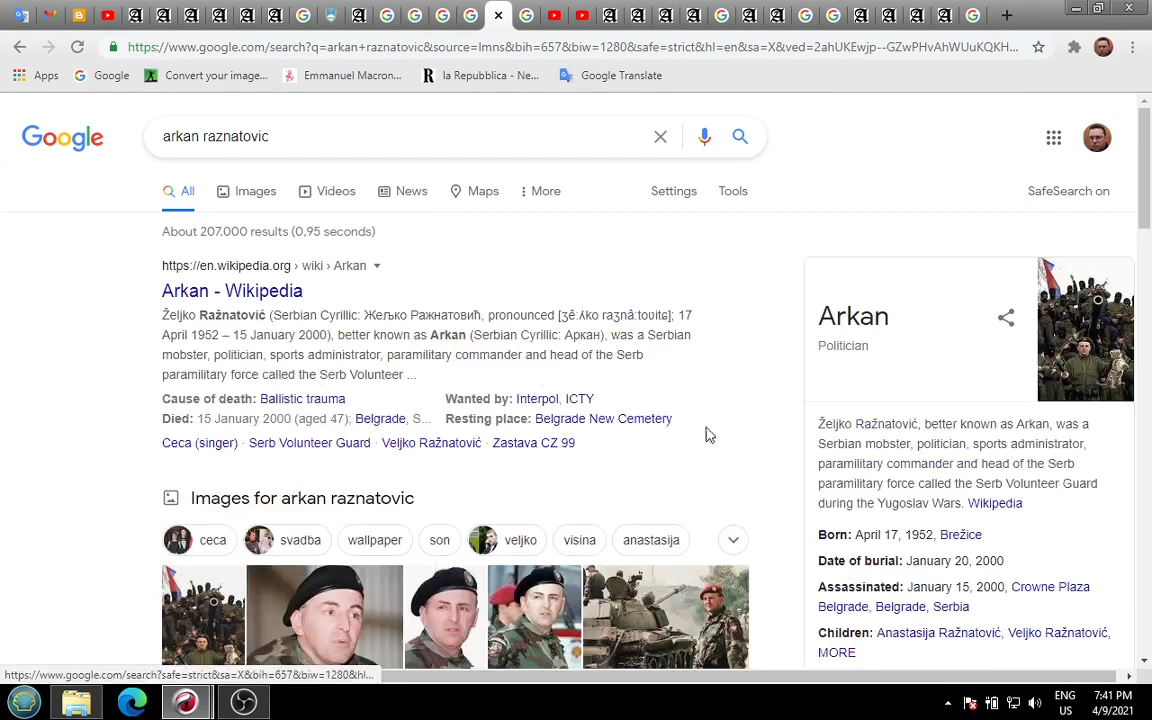 https://www.google.com/search?q=arkan+raznatovic&source=lmns&bih=657&biw=1280&safe=strict&hl=en&sa=X&ved=2ahUKEwjp--GZwPHvAhWUuKQKH...
Apps
Google
Convert your image...
Emmanuel Macron...
la Repubblica - Ne...
Google Translate
Google
arkan raznatovic
All
Images
Videos
News
Maps
More
Settings
Tools
SafeSearch on
About 207.000 results (0,95 seconds)
https://en.wikipedia.org › wiki › Arkan
Arkan - Wikipedia
Željko Ražnatović (Serbian Cyrillic: Жељко Ражнатовић, pronounced [ʒêːʎko raʒnâːtoʋitɕ]; 17
April 1952 – 15 January 2000), better known as Arkan (Serbian Cyrillic: Аркан), was a Serbian
mobster, politician, sports administrator, paramilitary commander and head of the Serb
paramilitary force called the Serb Volunteer ...
Cause of death: Ballistic trauma
Wanted by: Interpol, ICTY
Died: 15 January 2000 (aged 47); Belgrade, S...
Resting place: Belgrade New Cemetery
Ceca (singer) · Serb Volunteer Guard · Veljko Ražnatović · Zastava CZ 99
Images for arkan raznatovic
ceca
svadba
wallpaper
son
veljko
visina
anastasija
Arkan
Politician
Željko Ražnatović, better known as Arkan, was a
Serbian mobster, politician, sports administrator,
paramilitary commander and head of the Serb
paramilitary force called the Serb Volunteer Guard
during the Yugoslav Wars. Wikipedia
Born: April 17, 1952, Brežice
Date of burial: January 20, 2000
Assassinated: January 15, 2000, Crowne Plaza
Belgrade, Belgrade, Serbia
Children: Anastasija Ražnatović, Veljko Ražnatović,
MORE
https://www.google.com/search?safe=strict&sa=X&bih=657&biw=1280&hl...
ENG
US
7:41 PM
4/9/2021